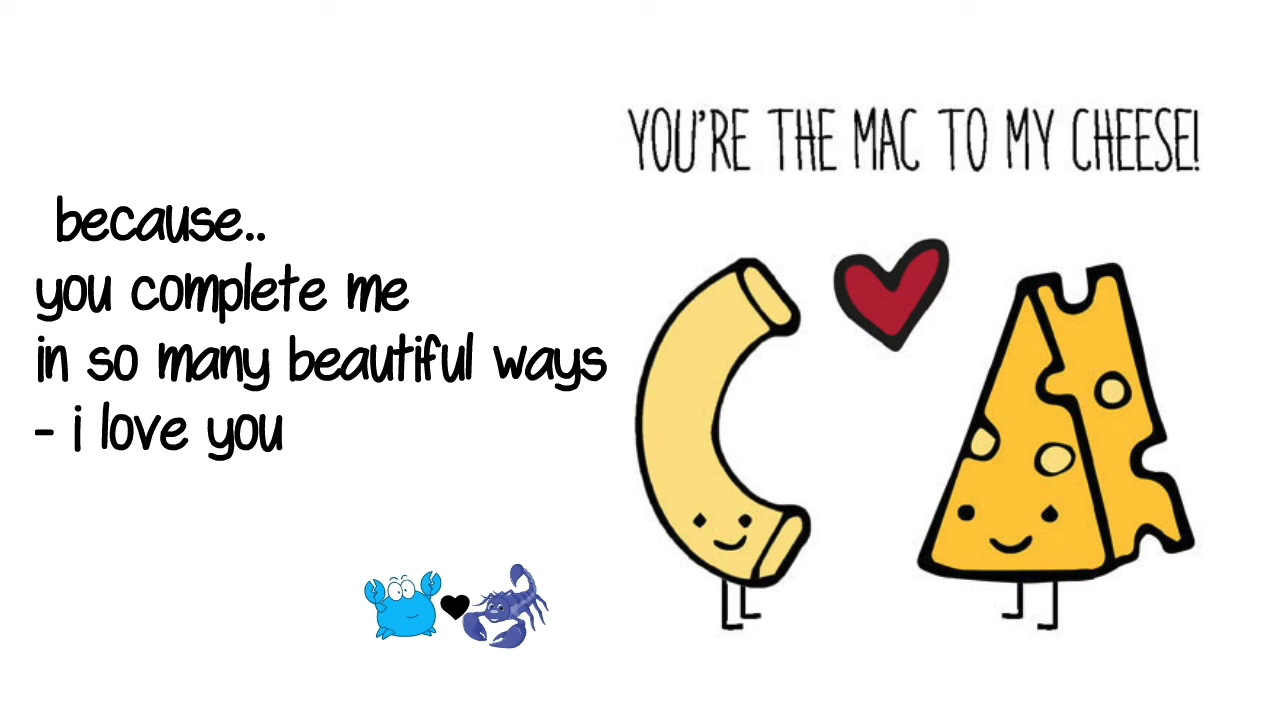 YOU'RE THE MAC TO MY CHEESE!
because..
you complete me
in so many beautiful ways
- i love you